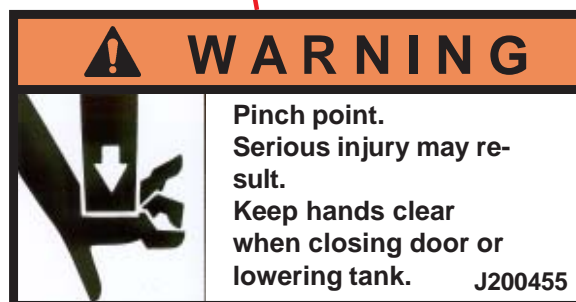 WARNING
Pinch point.
Serious injury may re-
sult.
Keep hands clear
when closing door or
lowering tank. J200455